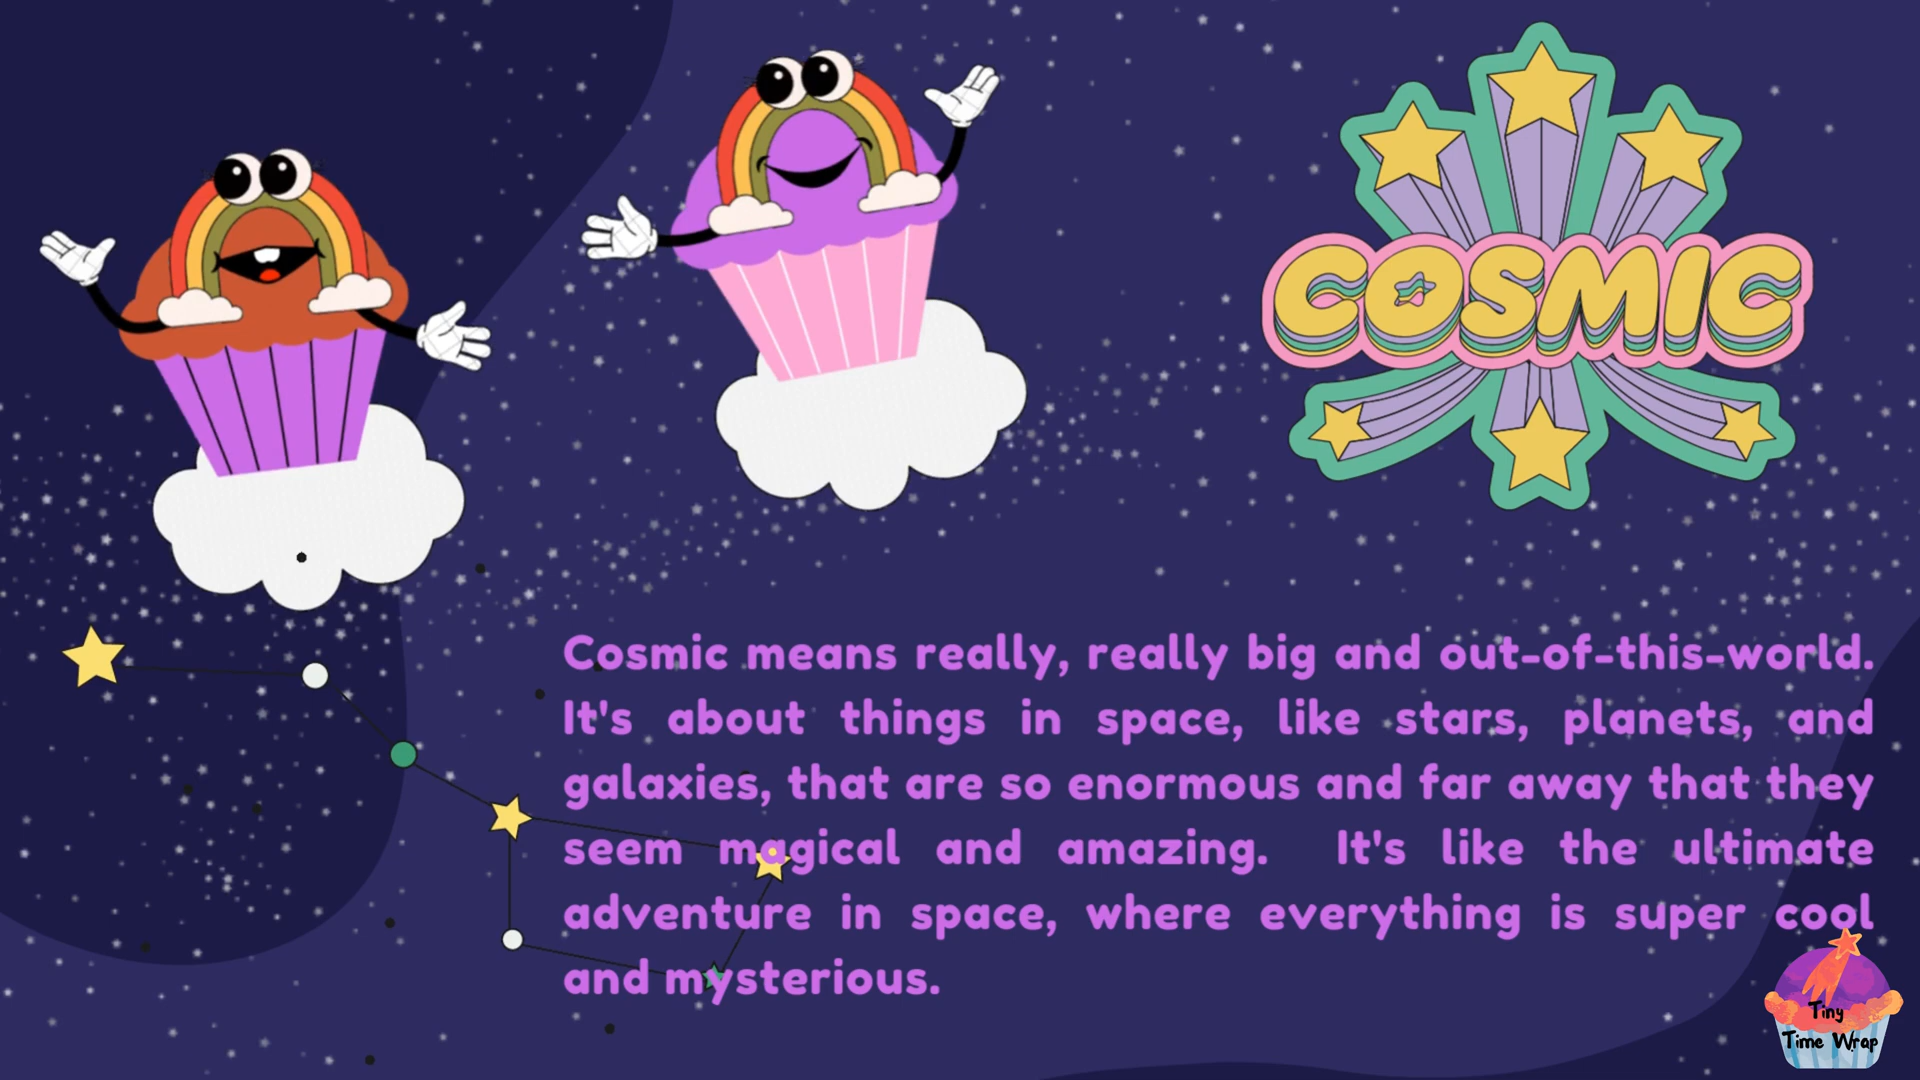 COSMIC
Cosmic means really, really big and out-of-this-world.
It's about things in space, like stars, planets, and
galaxies, that are so enormous and far away that they
seem magical and amazing. It's like the ultimate
adventure in space, where everything is super cool
and mysterious.
Tiny
Time Wrap